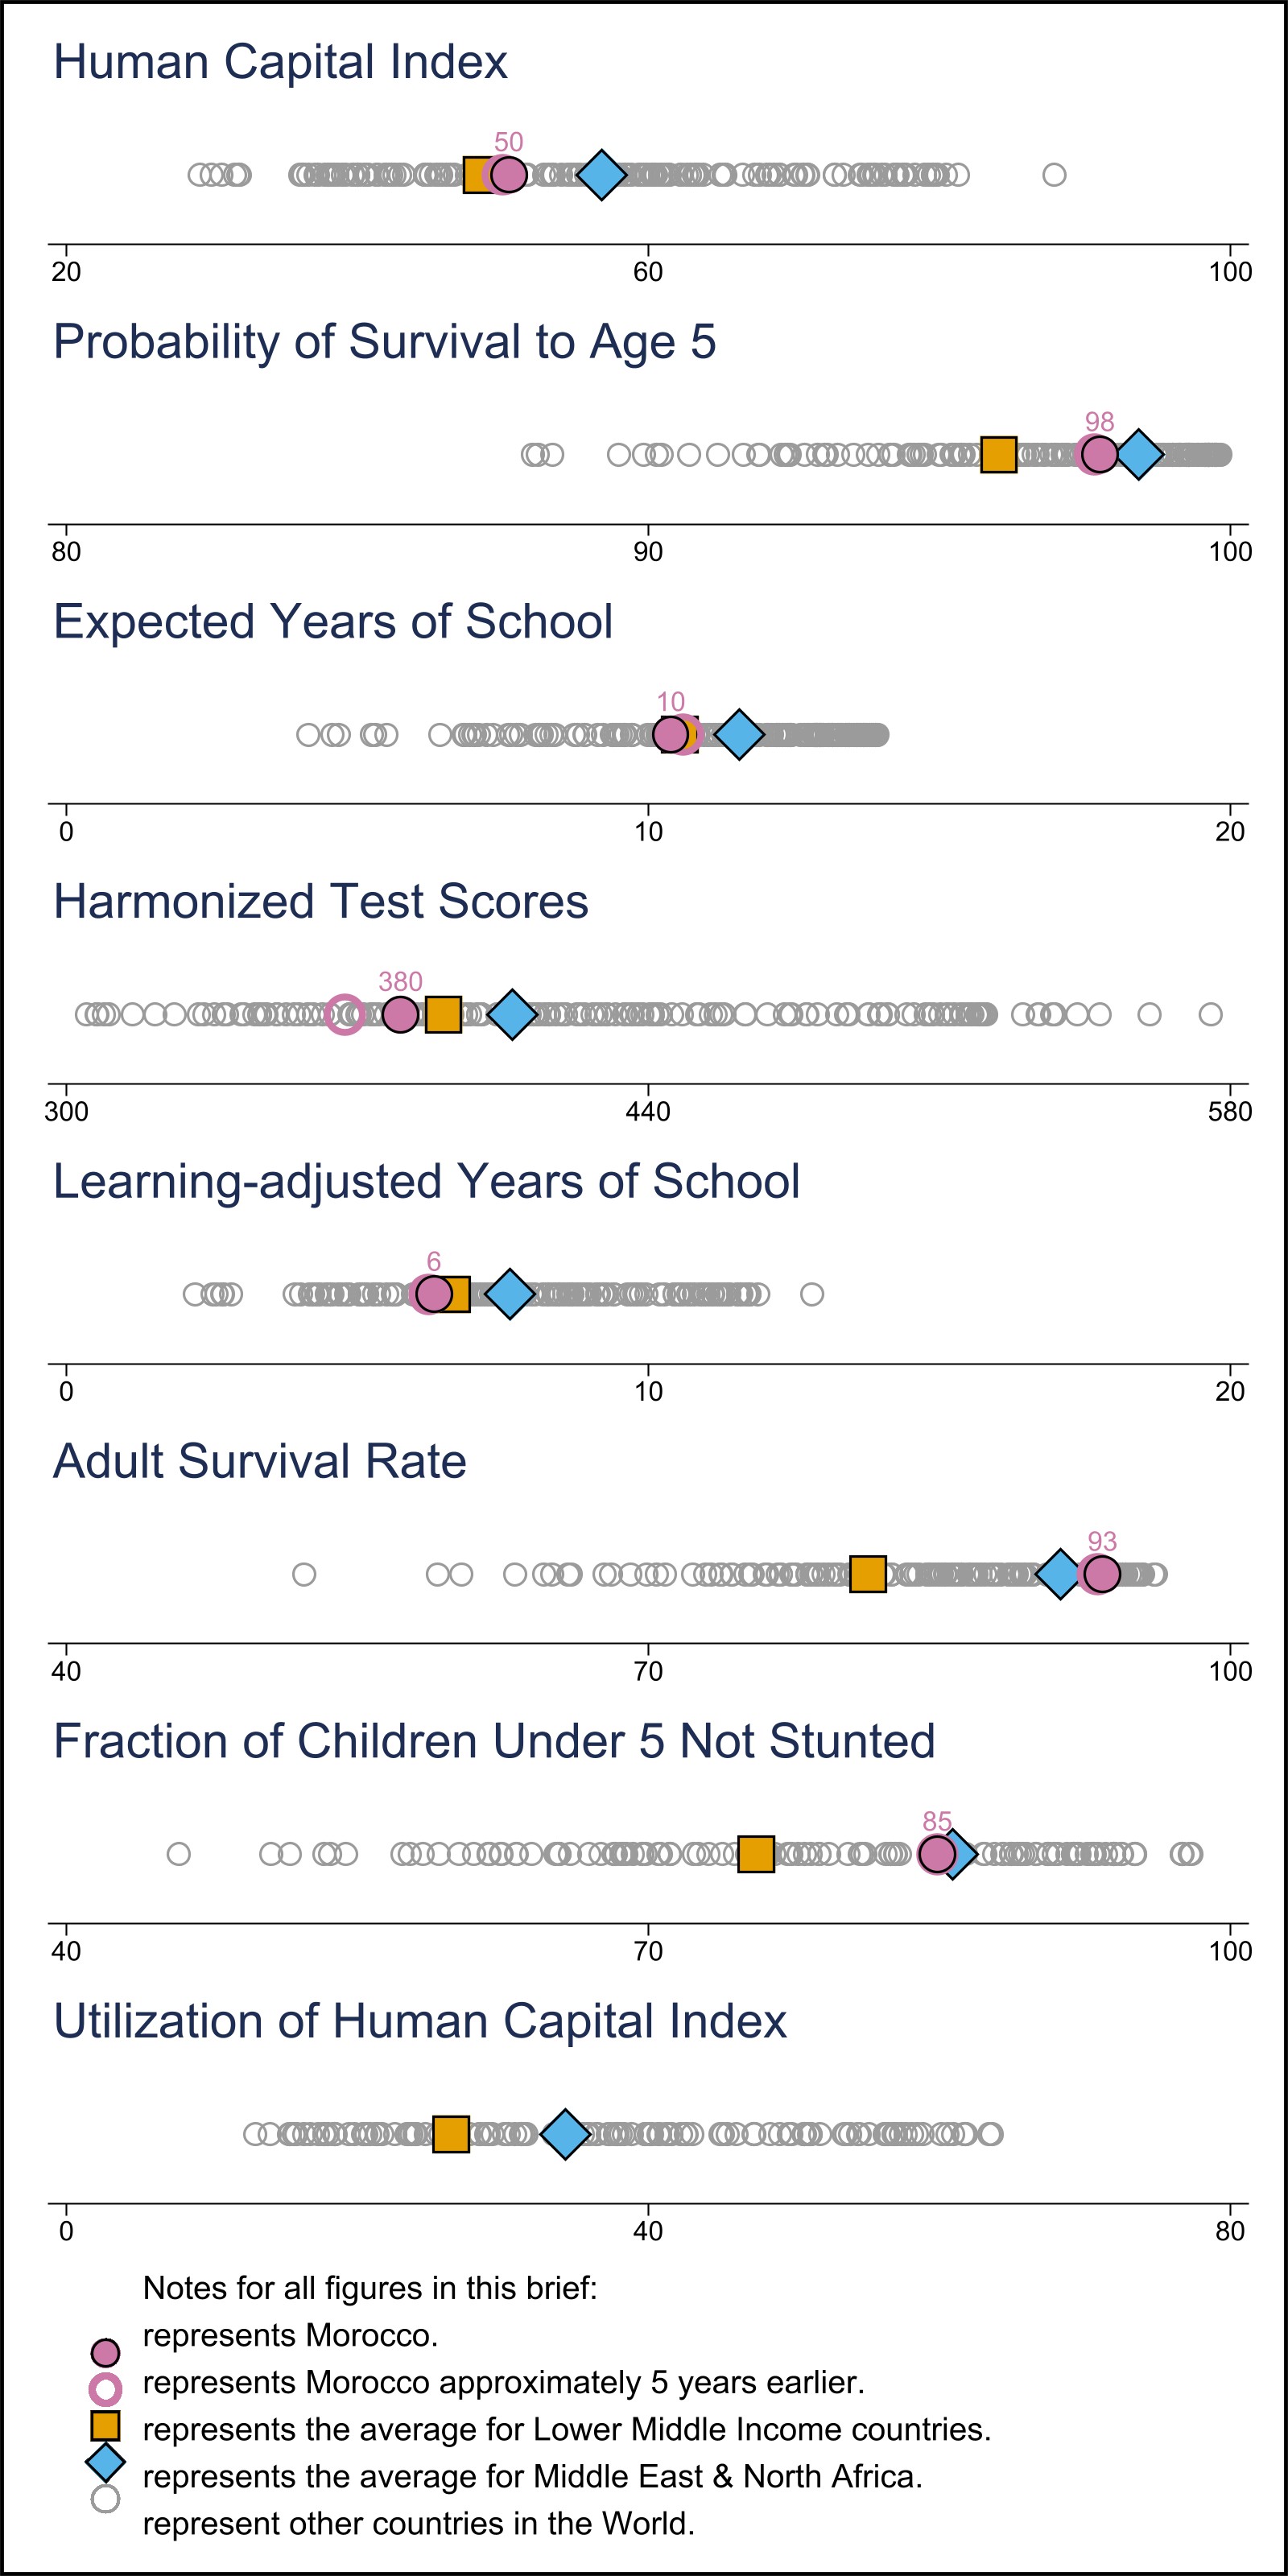 Human Capital Index
50
20 60 100
Probability of Survival to Age 5
98
80 90 100
Expected Years of School
10
0 10 20
Harmonized Test Scores
380
300 440 580
Learning-adjusted Years of School
6
0 10 20
Adult Survival Rate
93
40 70 100
Fraction of Children Under 5 Not Stunted
85
40 70 100
Utilization of Human Capital Index
0 40 80
Notes for all figures in this brief:
represents Morocco.
represents Morocco approximately 5 years earlier.
represents the average for Lower Middle Income countries.
represents the average for Middle East & North Africa.
represent other countries in the World.